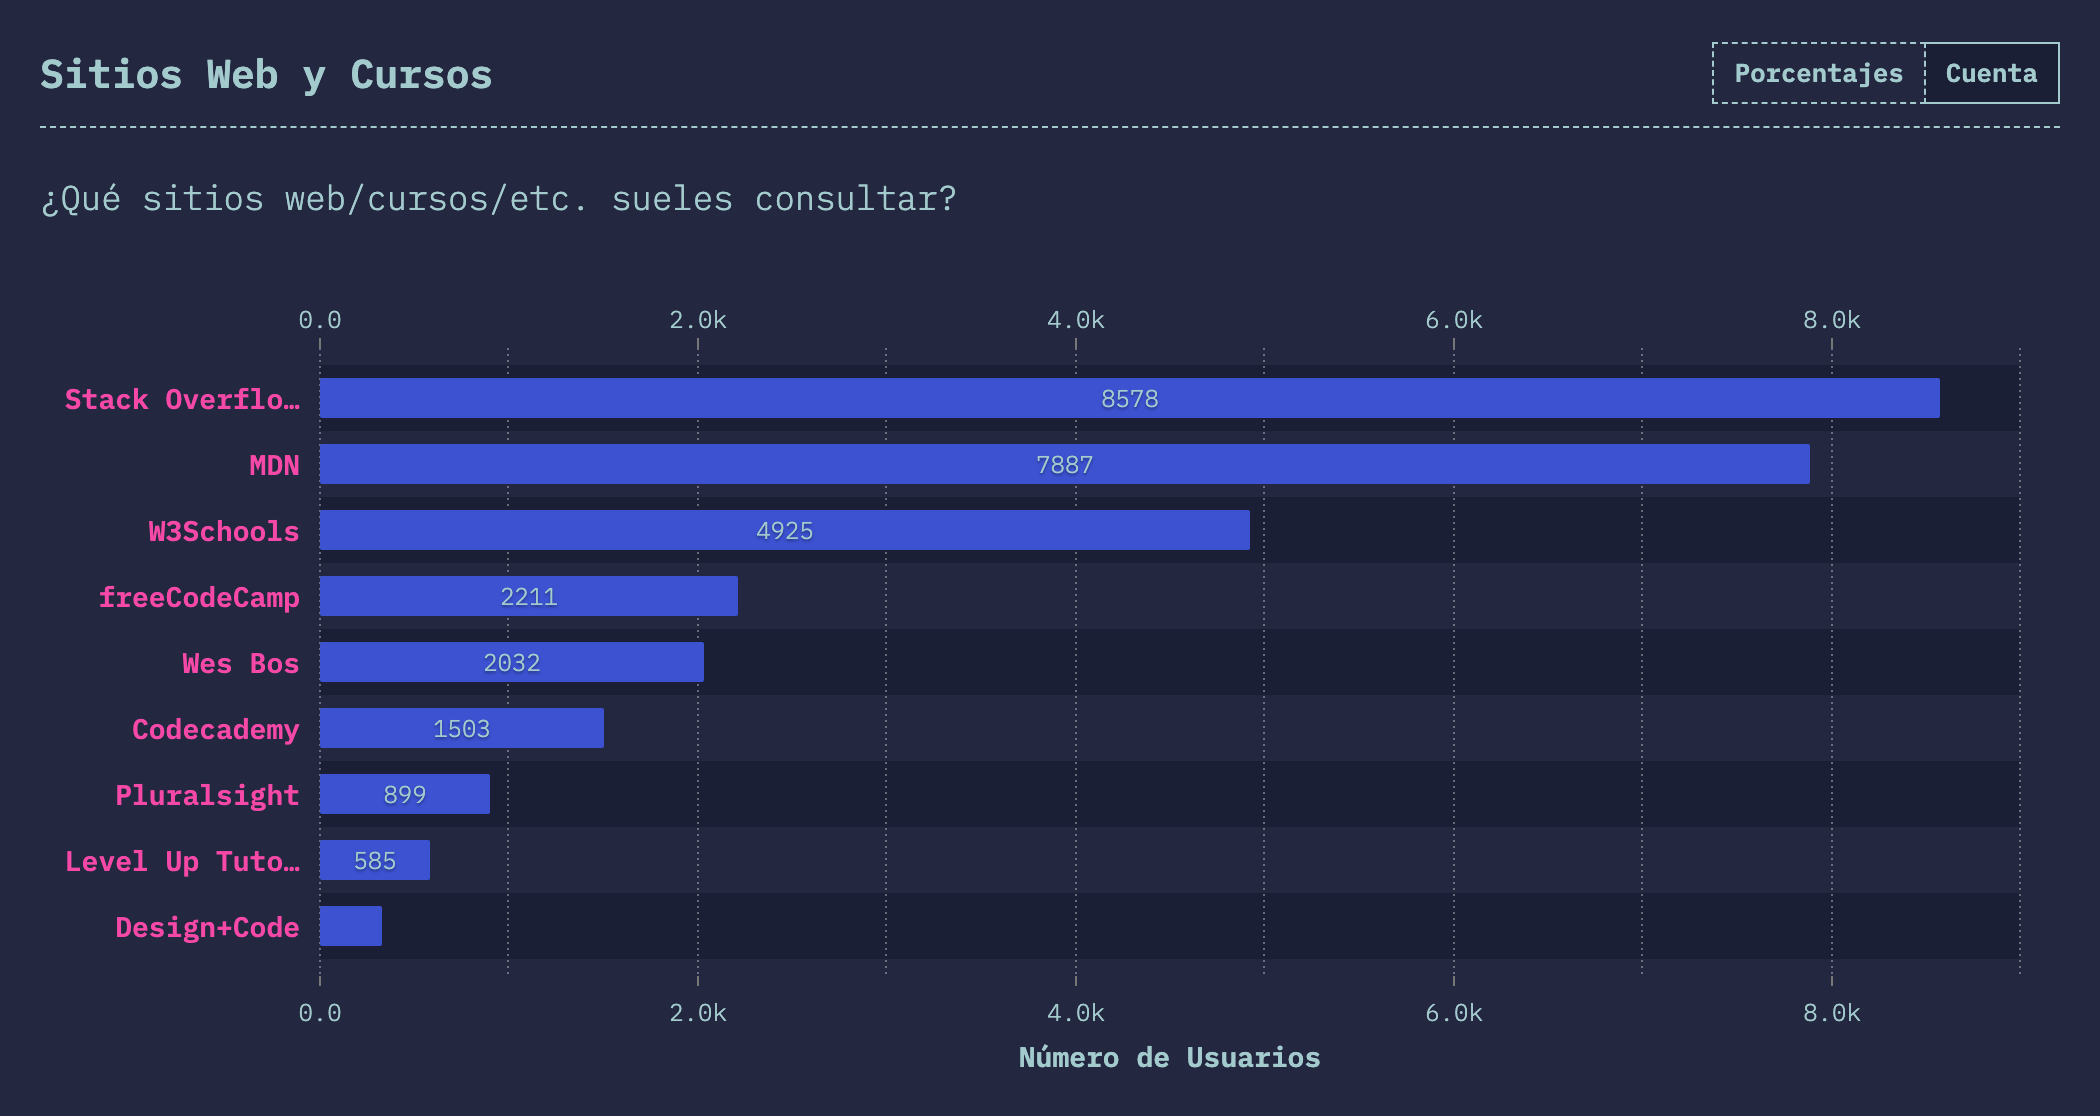 Sitios Web y Cursos
Porcentajes Cuenta
¿Qué sitios web/cursos/etc. sueles consultar?
0.0 2.0k 4.0k 6.0k 8.0k
Stack Overflo… 8578
MDN 7887
W3Schools 4925
freeCodeCamp 2211
Wes Bos 2032
Codecademy 1503
Pluralsight 899
Level Up Tuto… 585
Design+Code
0.0 2.0k 4.0k 6.0k 8.0k
Número de Usuarios